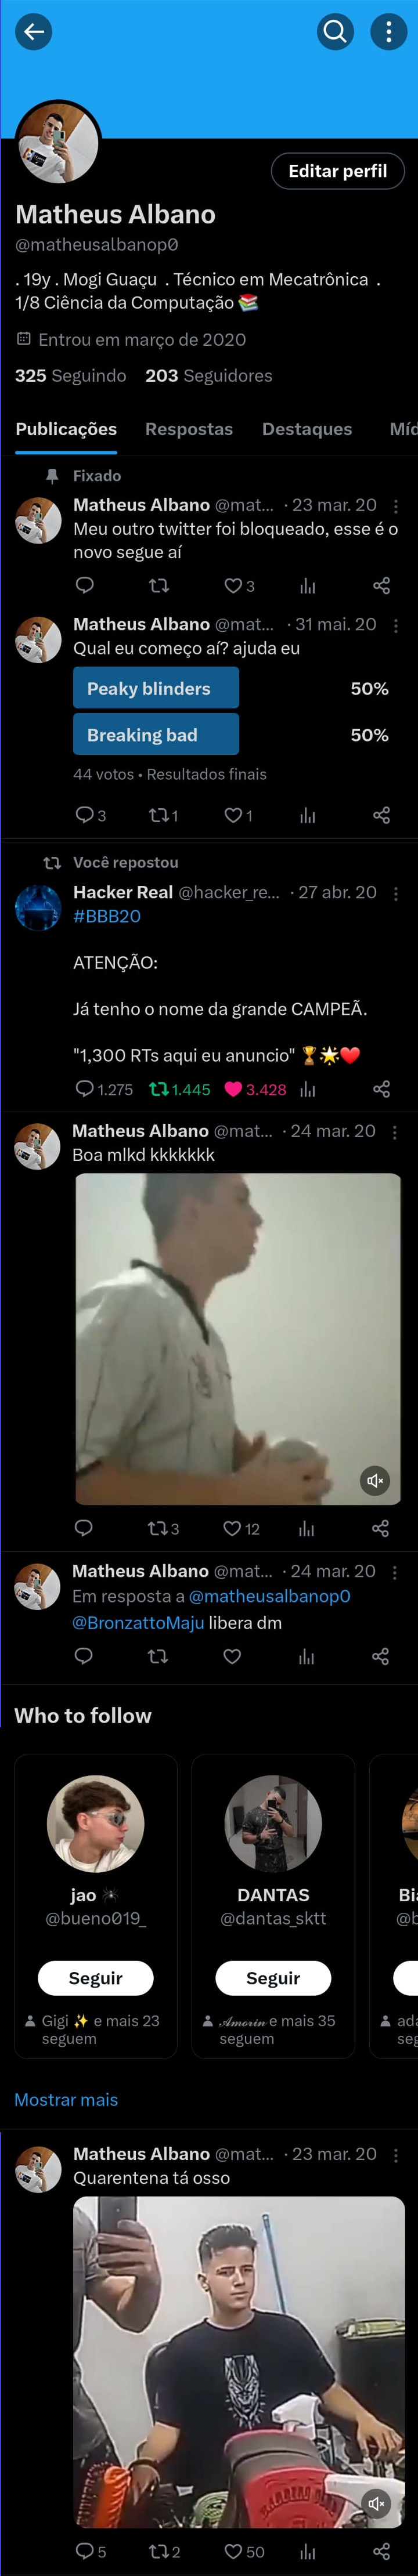 Editar perfil
Matheus Albano
@matheusalbanop0
. 19y . Mogi Guaçu . Técnico em Mecatrônica .
1/8 Ciência da Computação 📚
Entrou em março de 2020
325 Seguindo 203 Seguidores
Publicações Respostas Destaques Míd
Fixado
Matheus Albano @mat... · 23 mar. 20
Meu outro twitter foi bloqueado, esse é o
novo segue aí
3
Matheus Albano @mat... · 31 mai. 20
Qual eu começo aí? ajuda eu
Peaky blinders 50%
Breaking bad 50%
44 votos • Resultados finais
3 1 1
Você repostou
Hacker Real @hacker_re... · 27 abr. 20
#BBB20
ATENÇÃO:
Já tenho o nome da grande CAMPEÃ.
"1,300 RTs aqui eu anuncio" 🏆🌟❤️
1.275 1.445 3.428
Matheus Albano @mat... · 24 mar. 20
Boa mlkd kkkkkkk
3 12
Matheus Albano @mat... · 24 mar. 20
Em resposta a @matheusalbanop0
@BronzattoMaju libera dm
Who to follow
jao 🕷️ DANTAS Bi
@bueno019_ @dantas_sktt @b
Seguir Seguir
Gigi ✨ e mais 23 𝓐𝓶𝓸𝓻𝓲𝓷 e mais 35 ada
seguem seguem seg
Mostrar mais
Matheus Albano @mat... · 23 mar. 20
Quarentena tá osso
5 2 50